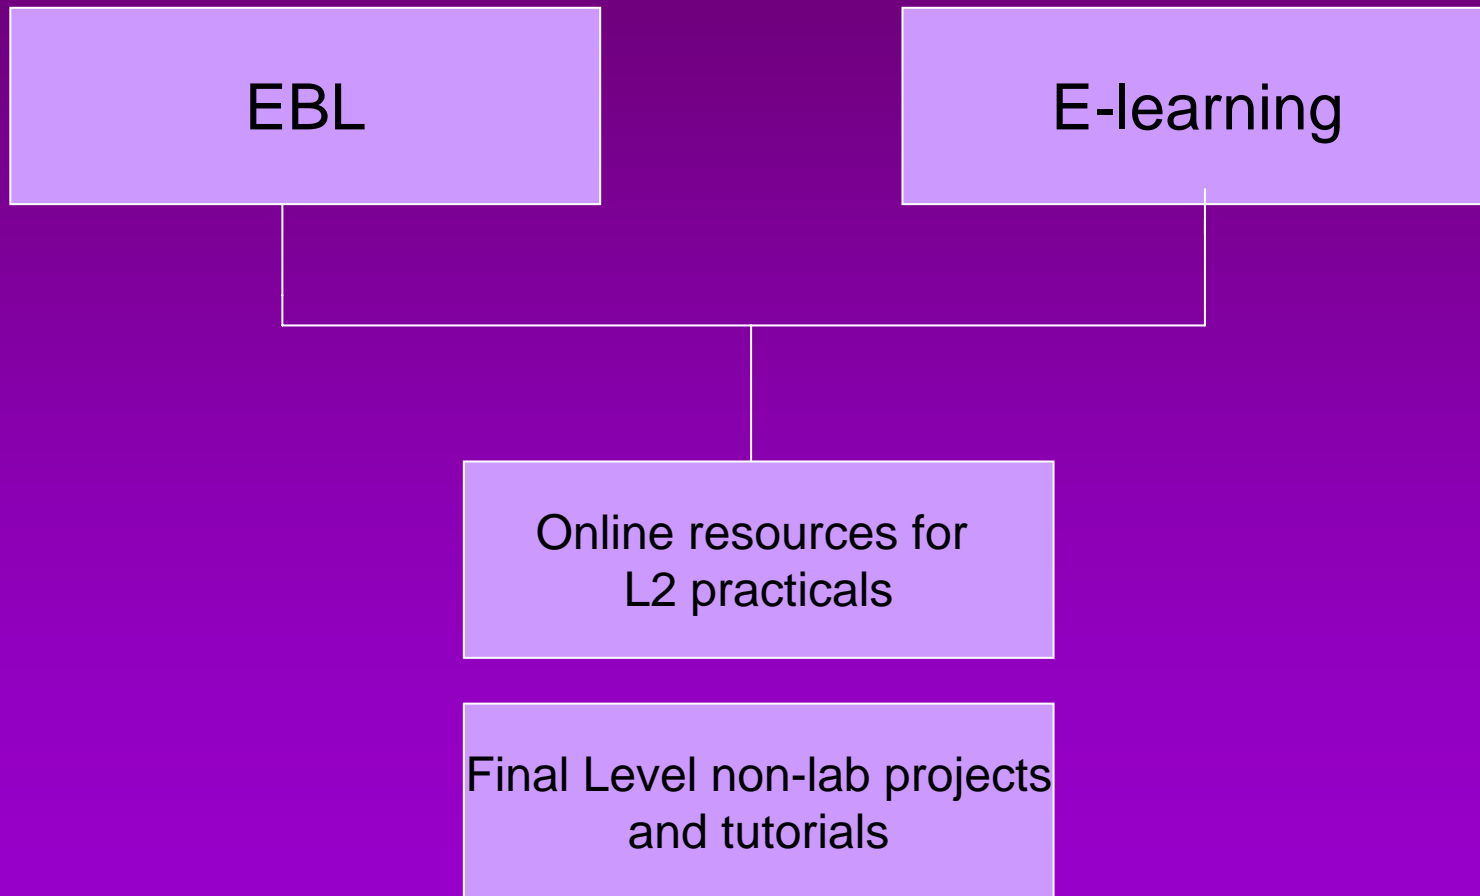 EBL
E-learning
Online resources for
L2 practicals
Final Level non-lab projects
and tutorials